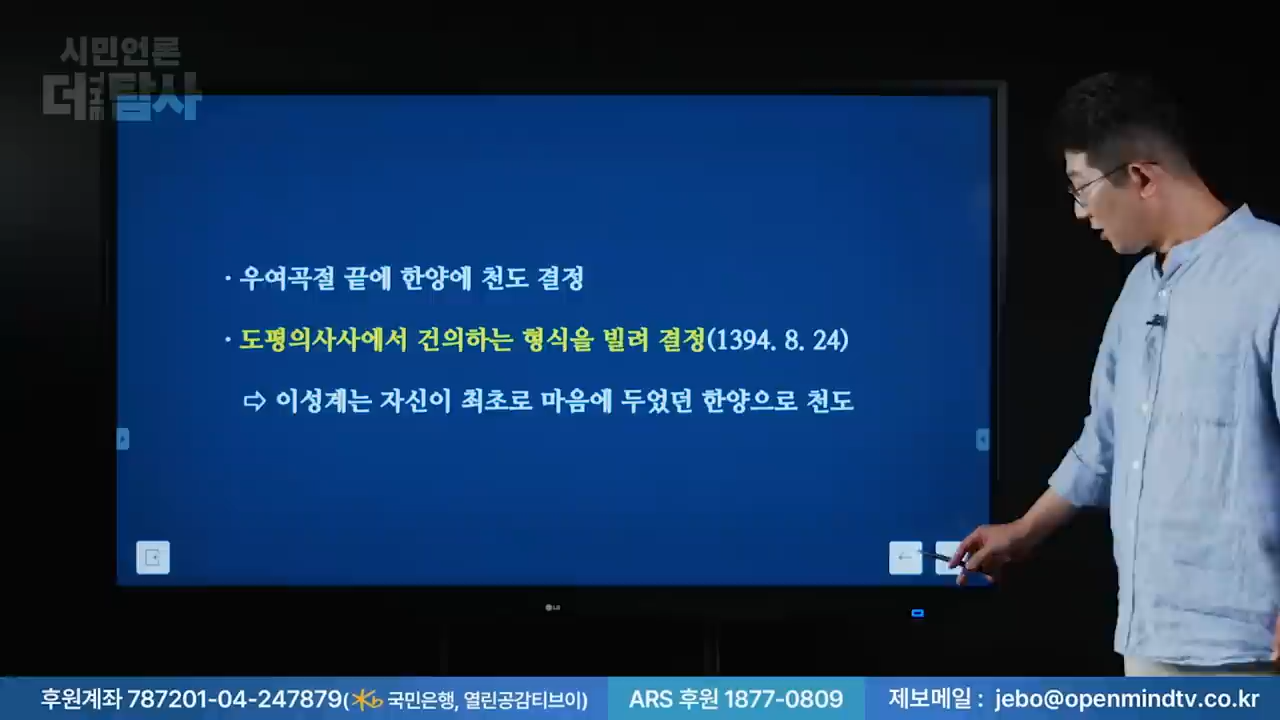 시민언론
더탐사
· 우여곡절 끝에 한양에 천도 결정
· 도평의사사에서 건의하는 형식을 빌려 결정(1394. 8. 24)
⇨ 이성계는 자신이 최초로 마음에 두었던 한양으로 천도
LG
후원계좌 787201-04-247879( 국민은행, 열린공감티브이)
ARS 후원 1877-0809
제보메일 : jebo@openmindtv.co.kr